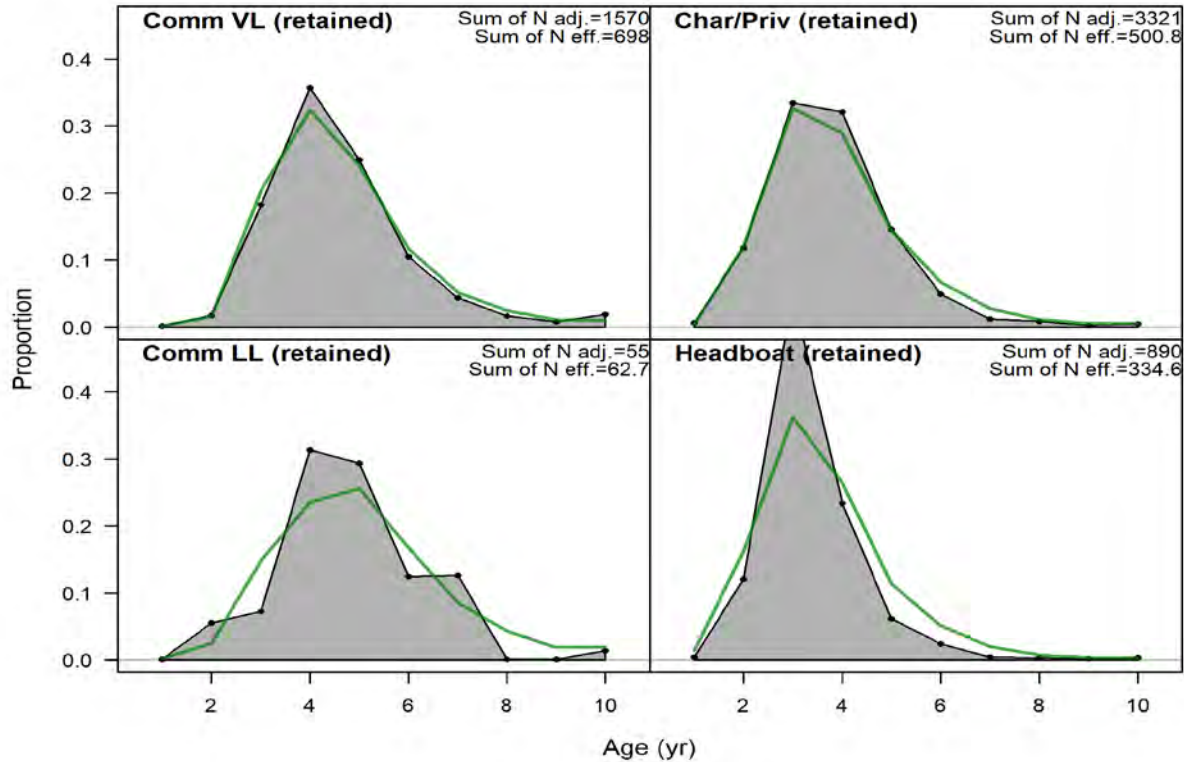 Comm VL (retained)
Sum of N adj.=1570
Sum of N eff.=698
Char/Priv (retained)
Sum of N adj.=3321
Sum of N eff.=500.8
0.4
0.3
0.2
0.1
0.0
Comm LL (retained)
Sum of N adj.=55
Sum of N eff.=62.7
Headboat (retained)
Sum of N adj.=890
Sum of N eff.=334.6
0.4
0.3
0.2
0.1
0.0
Proportion
2 4 6 8 10 2 4 6 8 10
Age (yr)